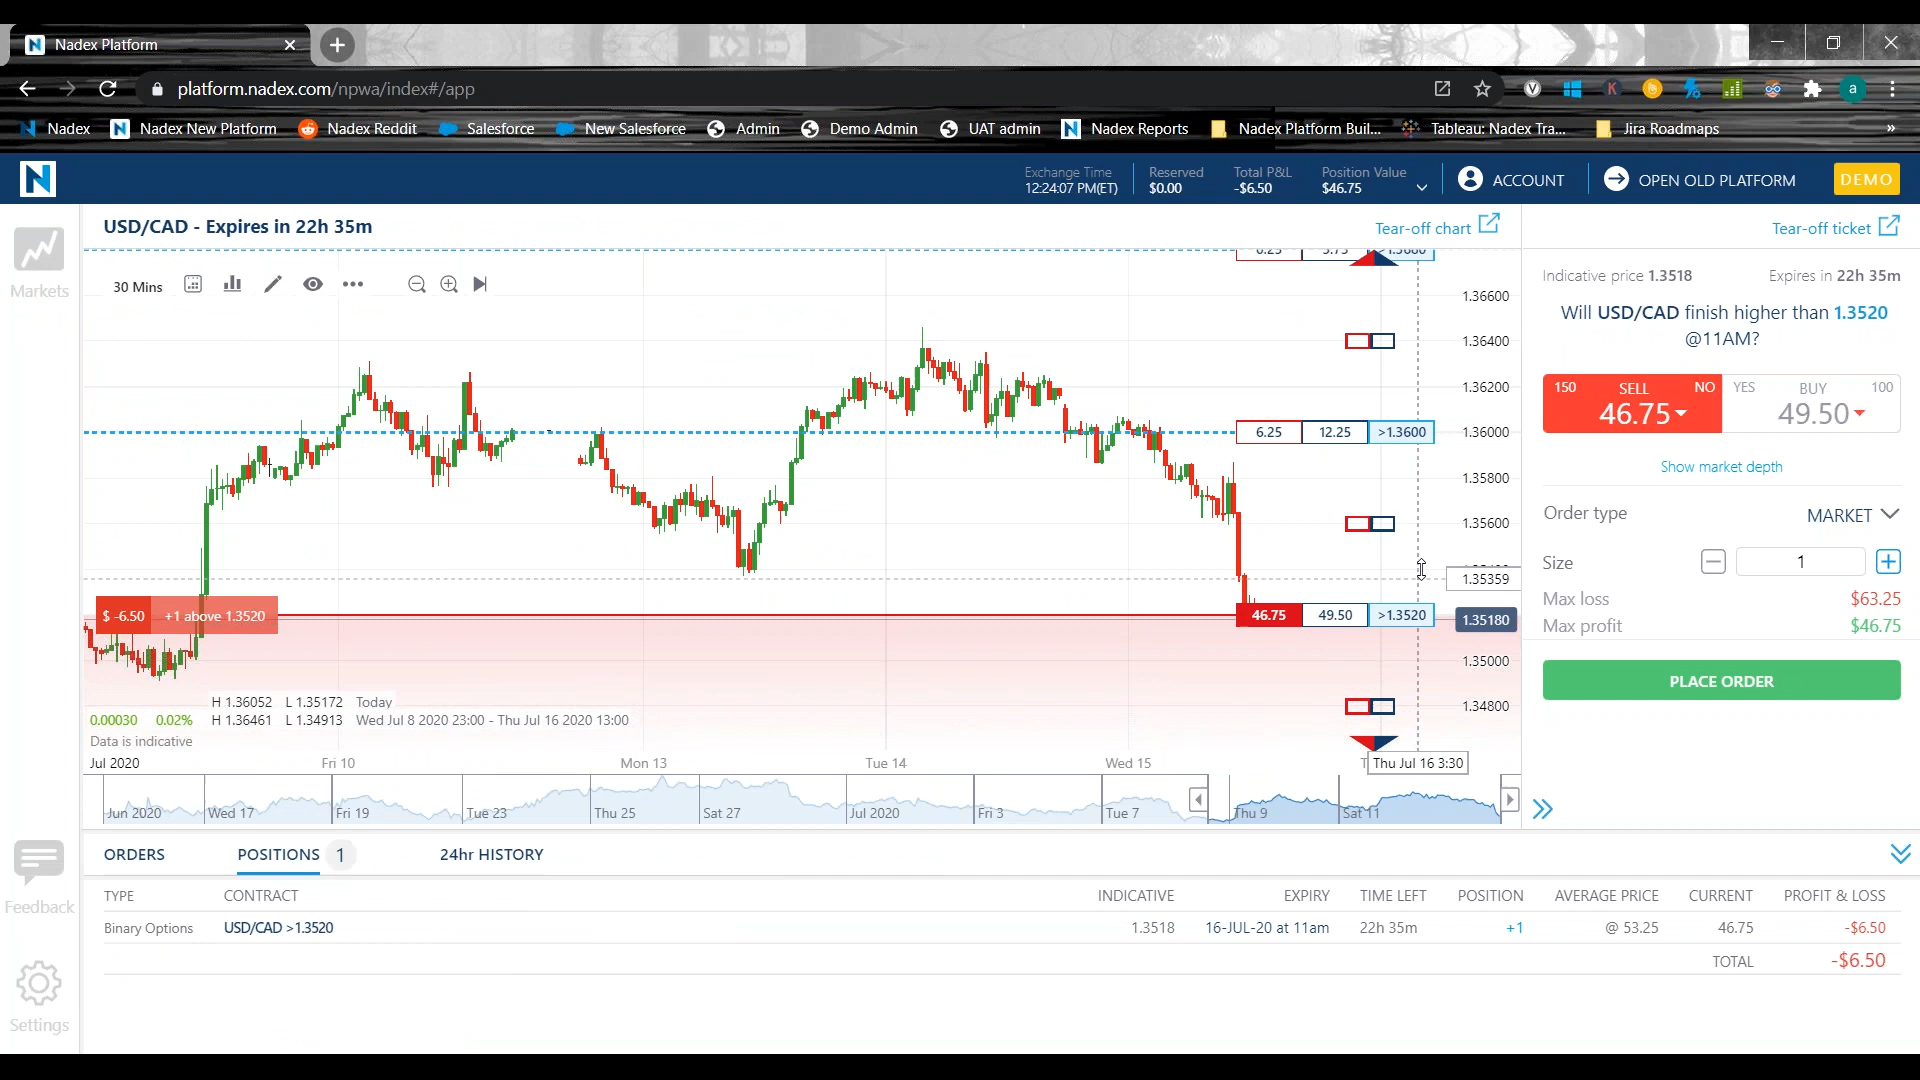 Nadex Platform
platform.nadex.com/npwa/index#/app
V
K
a
Nadex
Nadex New Platform
Nadex Reddit
Salesforce
New Salesforce
Admin
Demo Admin
UAT admin
Nadex Reports
Nadex Platform Buil...
Tableau: Nadex Tra...
Jira Roadmaps
»
N
Exchange Time
12:24:07 PM(ET)
Reserved
$0.00
Total P&L
-$6.50
Position Value
$46.75
ACCOUNT
OPEN OLD PLATFORM
DEMO
Markets
Feedback
Settings
USD/CAD - Expires in 22h 35m
Tear-off chart
30 Mins
1.36600
1.36400
1.36200
1.36000
1.35800
1.35600
1.35359
1.35180
1.35000
1.34800
6.25 12.25 >1.3600
46.75 49.50 >1.3520
$ -6.50 +1 above 1.3520
H 1.36052 L 1.35172 Today
0.00030 0.02% H 1.36461 L 1.34913 Wed Jul 8 2020 23:00 - Thu Jul 16 2020 13:00
Data is indicative
Jul 2020 Fri 10 Mon 13 Tue 14 Wed 15 T Thu Jul 16 3:30
Jun 2020 Wed 17 Fri 19 Tue 23 Thu 25 Sat 27 Jul 2020 Fri 3 Tue 7 Thu 9 Sat 11
Tear-off ticket
Indicative price 1.3518 Expires in 22h 35m
Will USD/CAD finish higher than 1.3520
@11AM?
150 SELL NO YES BUY 100
46.75 49.50
Show market depth
Order type MARKET
Size 1
Max loss $63.25
Max profit $46.75
PLACE ORDER
ORDERS POSITIONS 1 24hr HISTORY
TYPE CONTRACT INDICATIVE EXPIRY TIME LEFT POSITION AVERAGE PRICE CURRENT PROFIT & LOSS
Binary Options USD/CAD >1.3520 1.3518 16-JUL-20 at 11am 22h 35m +1 @ 53.25 46.75 -$6.50
TOTAL -$6.50